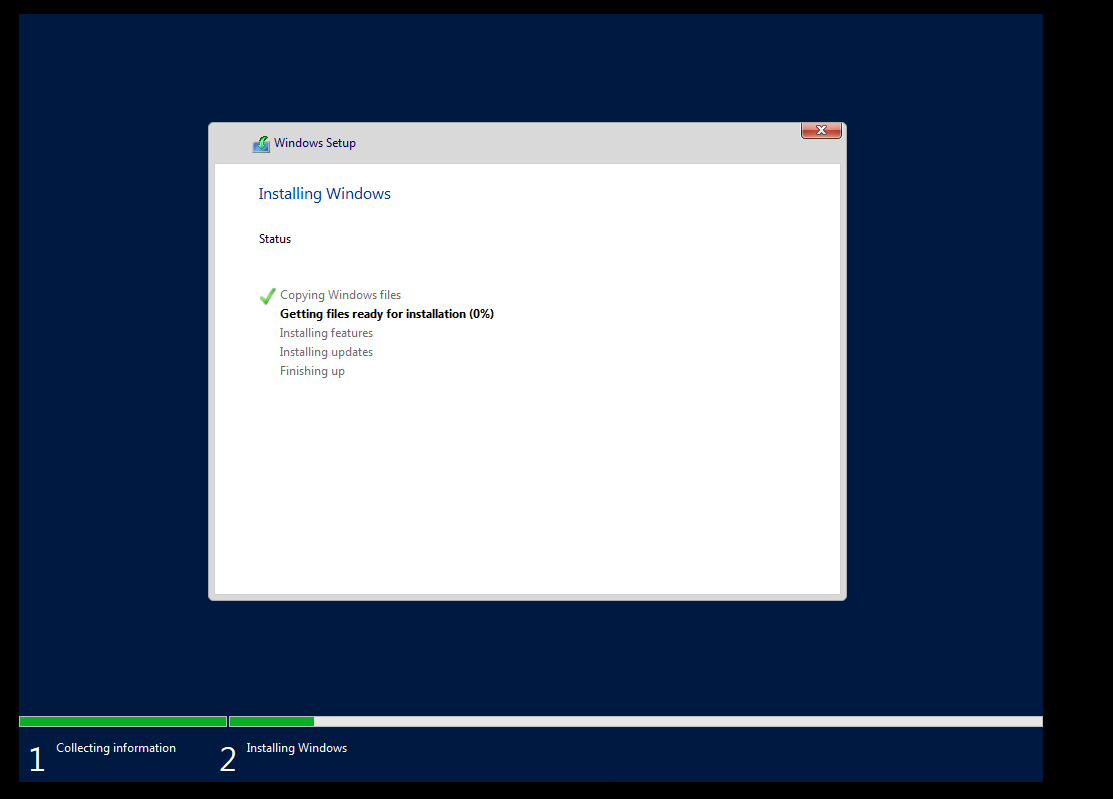 Windows Setup
Installing Windows
Status
Copying Windows files
Getting files ready for installation (0%)
Installing features
Installing updates
Finishing up
1 Collecting information
2 Installing Windows